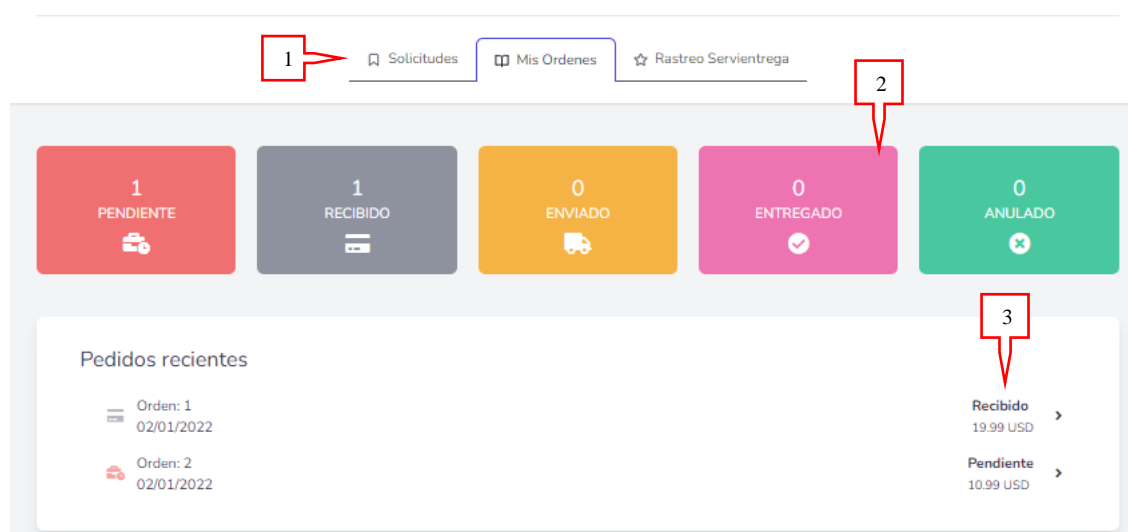 1
Solicitudes
Mis Ordenes
Rastreo Servientrega
2
1
PENDIENTE
1
RECIBIDO
0
ENVIADO
0
ENTREGADO
0
ANULADO
3
Pedidos recientes
Orden: 1
02/01/2022
Recibido
19.99 USD
Orden: 2
02/01/2022
Pendiente
10.99 USD